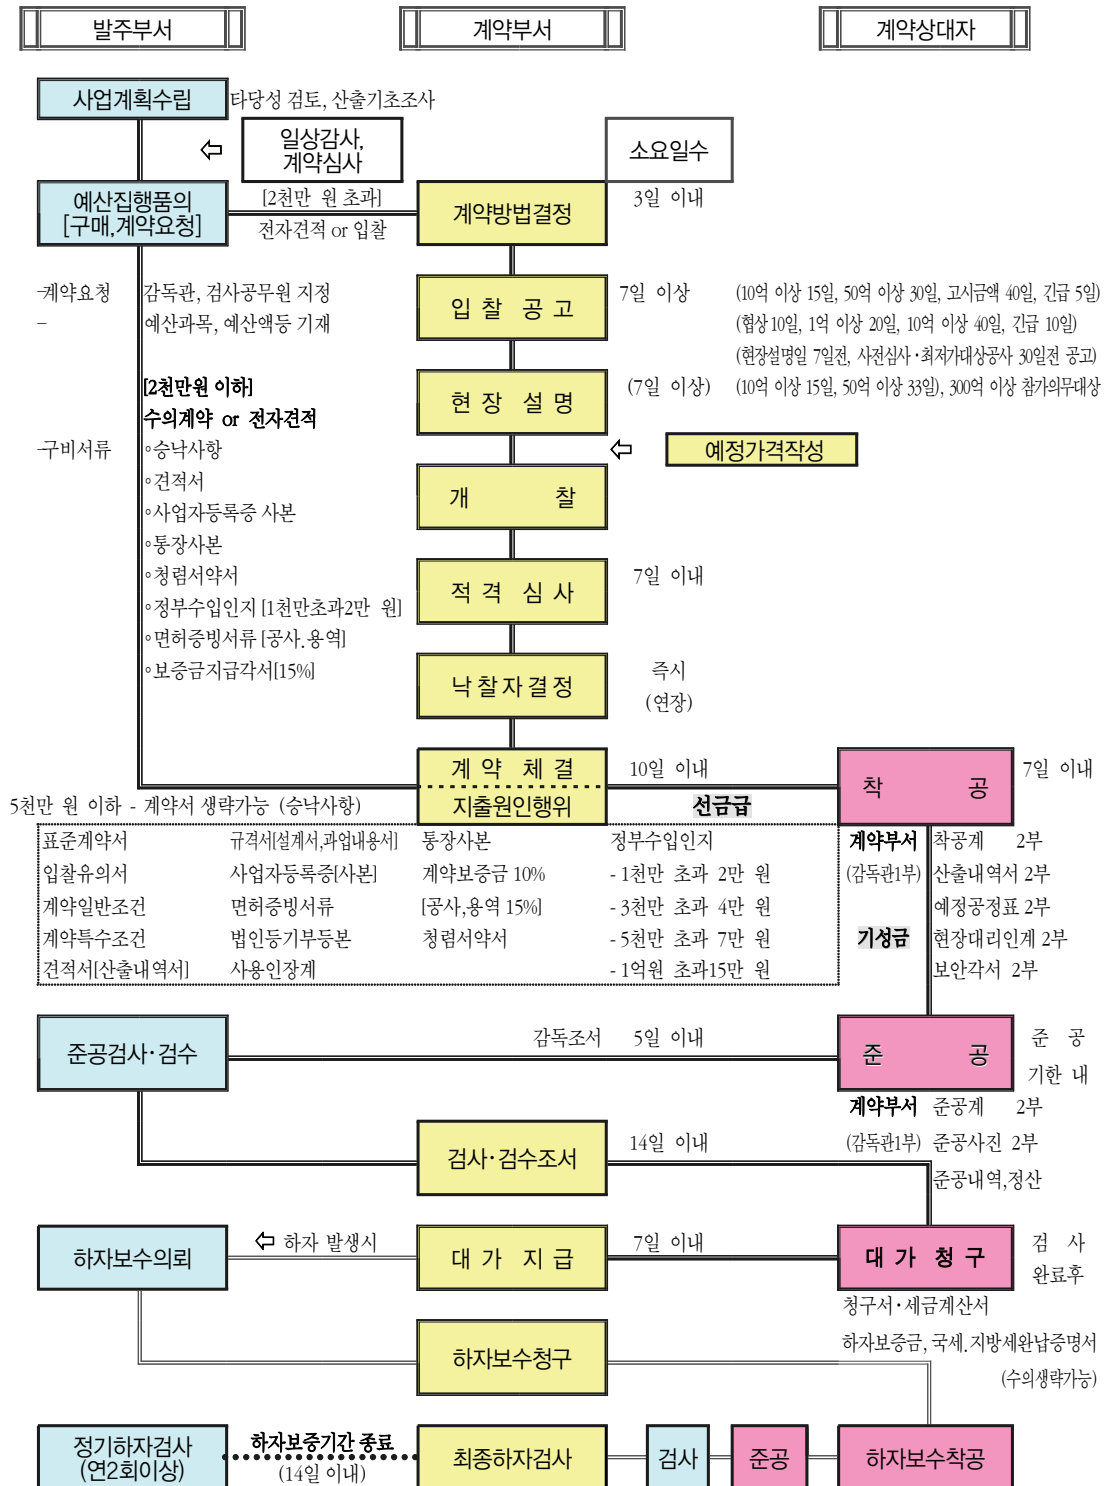 발주부서 계약부서 계약상대자
사업계획수립 타당성 검토, 산출기초조사
일상감사,
계약심사
소요일수
예산집행품의
[구매,계약요청]
[2천만 원 초과]
전자견적 or 입찰
계약방법결정 3일 이내
-계약요청 감독관, 검사공무원 지정
- 예산과목, 예산액등 기재
입 찰 공 고 7일 이상 (10억 이상 15일, 50억 이상 30일, 고시금액 40일, 긴급 5일)
(협상10일, 1억 이상 20일, 10억 이상 40일, 긴급 10일)
(현장설명일 7일전, 사전심사·최저가대상공사 30일전 공고)
[2천만원 이하]
수의계약 or 전자견적
현 장 설 명 (7일 이상) (10억 이상 15일, 50억 이상 33일), 300억 이상 참가의무대상
예정가격작성
-구비서류 ◦승낙사항
◦견적서
◦사업자등록증 사본
◦통장사본
◦청렴서약서
◦정부수입인지 [1천만초과2만 원]
◦면허증빙서류 [공사.용역]
◦보증금지급각서[15%]
개 찰
적 격 심 사 7일 이내
낙찰자결정 즉시
(연장)
계 약 체 결 10일 이내
지출원인행위 선금급
착 공 7일 이내
5천만 원 이하 - 계약서 생략가능 (승낙사항)
표준계약서 규격서[설계서,과업내용서] 통장사본 정부수입인지
입찰유의서 사업자등록증[사본] 계약보증금 10% - 1천만 초과 2만 원
계약일반조건 면허증빙서류 [공사,용역 15%] - 3천만 초과 4만 원
계약특수조건 법인등기부등본 청렴서약서 - 5천만 초과 7만 원
견적서[산출내역서] 사용인장계 - 1억원 초과15만 원
계약부서 착공계 2부
(감독관1부) 산출내역서 2부
예정공정표 2부
기성금 현장대리인계 2부
보안각서 2부
준공검사·검수 감독조서 5일 이내 준 공 준 공
기한 내
계약부서 준공계 2부
(감독관1부) 준공사진 2부
준공내역,정산
검사·검수조서 14일 이내
하자보수의뢰 하자 발생시 대 가 지 급 7일 이내 대 가 청 구 검 사
완료후
청구서·세금계산서
하자보증금, 국세.지방세완납증명서
(수의생략가능)
하자보수청구
정기하자검사
(연2회이상)
하자보증기간 종료
(14일 이내)
최종하자검사 검사 준공 하자보수착공